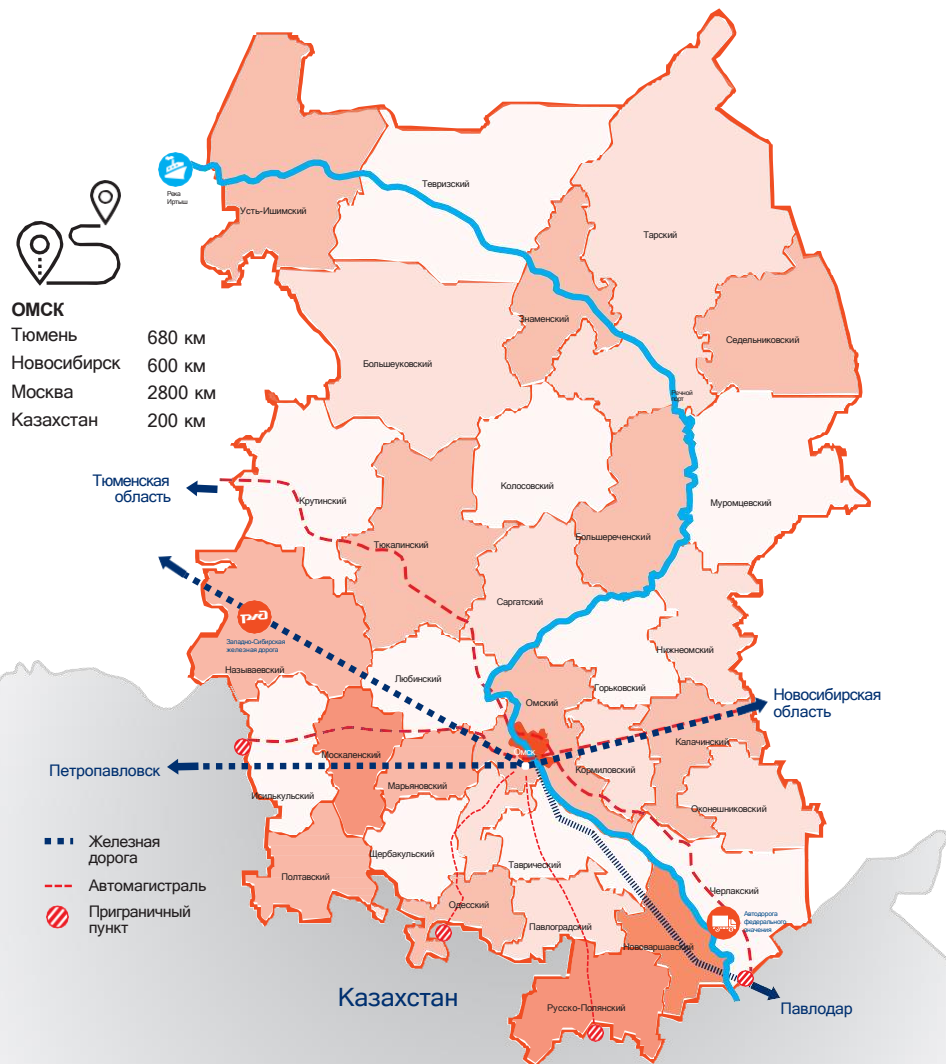 Река
Иртыш
Усть-Ишимский
Тевризский
Тарский
ОМСК
Тюмень 680 км
Новосибирск 600 км
Москва 2800 км
Казахстан 200 км
Знаменский
Седельниковский
Большеуковский
Речной
порт
Тюменская
область
Крутинский
Колосовский
Муромцевский
Тюкалинский
Большереченский
Саргатский
ржд
Западно-Сибирская
железная дорога
Называевский
Нижнеомский
Любинский
Горьковский
Омский
Новосибирская
область
Москаленский
Омск
Калачинский
Петропавловск
Марьяновский
Кормиловский
Исилькульский
Оконешниковский
Железная
дорога
Автомагистраль
Приграничный
пункт
Щербакульский
Таврический
Полтавский
Черлакский
Одесский
Павлоградский
Автодорога
федерального
значения
Нововаршавский
Казахстан
Русско-Полянский
Павлодар